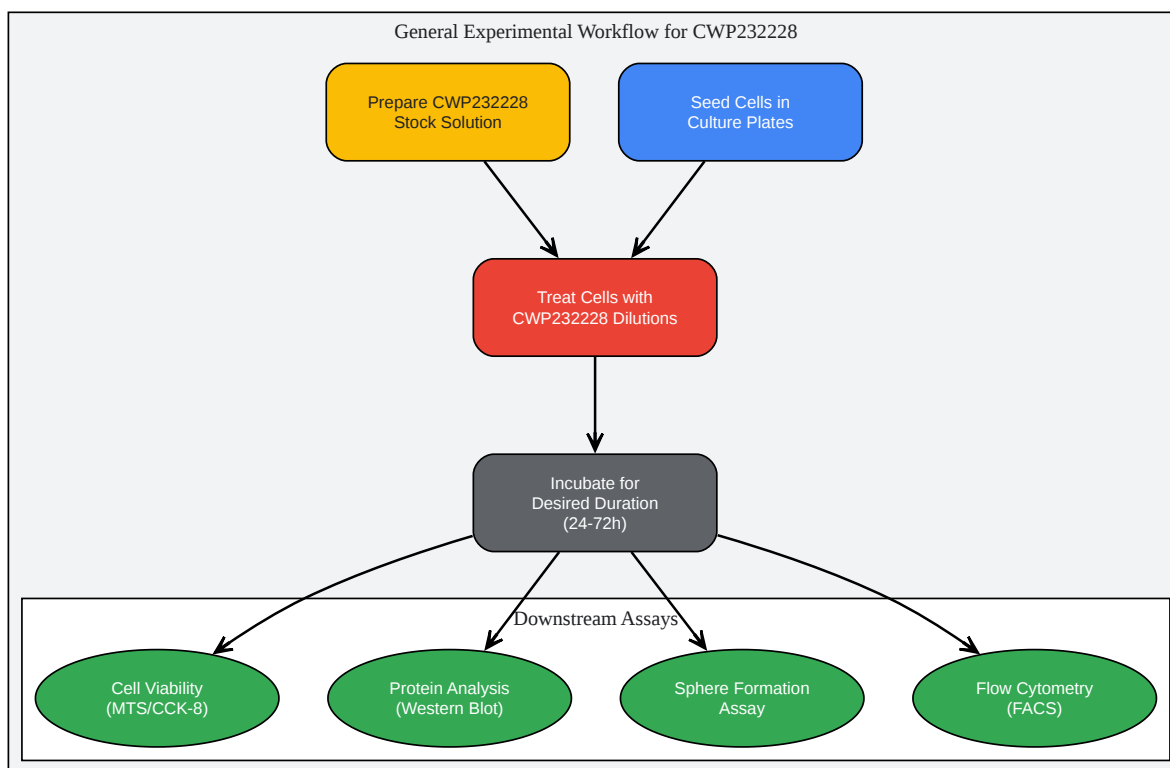 General Experimental Workflow for CWP232228
Prepare CWP232228
Stock Solution
Seed Cells in
Culture Plates
Treat Cells with
CWP232228 Dilutions
Incubate for
Desired Duration
(24-72h)
Downstream Assays
Cell Viability
(MTS/CCK-8)
Protein Analysis
(Western Blot)
Sphere Formation
Assay
Flow Cytometry
(FACS)